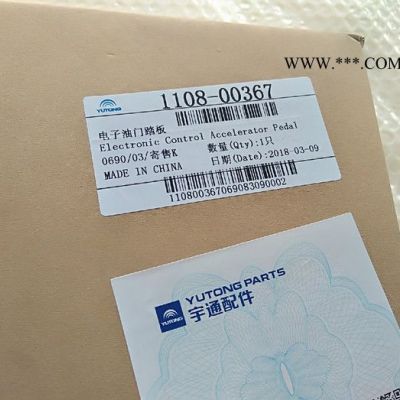 www.***.COM
1108-00367
YUTONG
电子油门踏板
Electronic Control Accelerator Pedal
0690/03/寄售K 数量(Qty):1只
MADE IN CHINA 日期(Date):2018-03-09
110800367069083090002
YUTONG PARTS
宇通配件
YUTONG